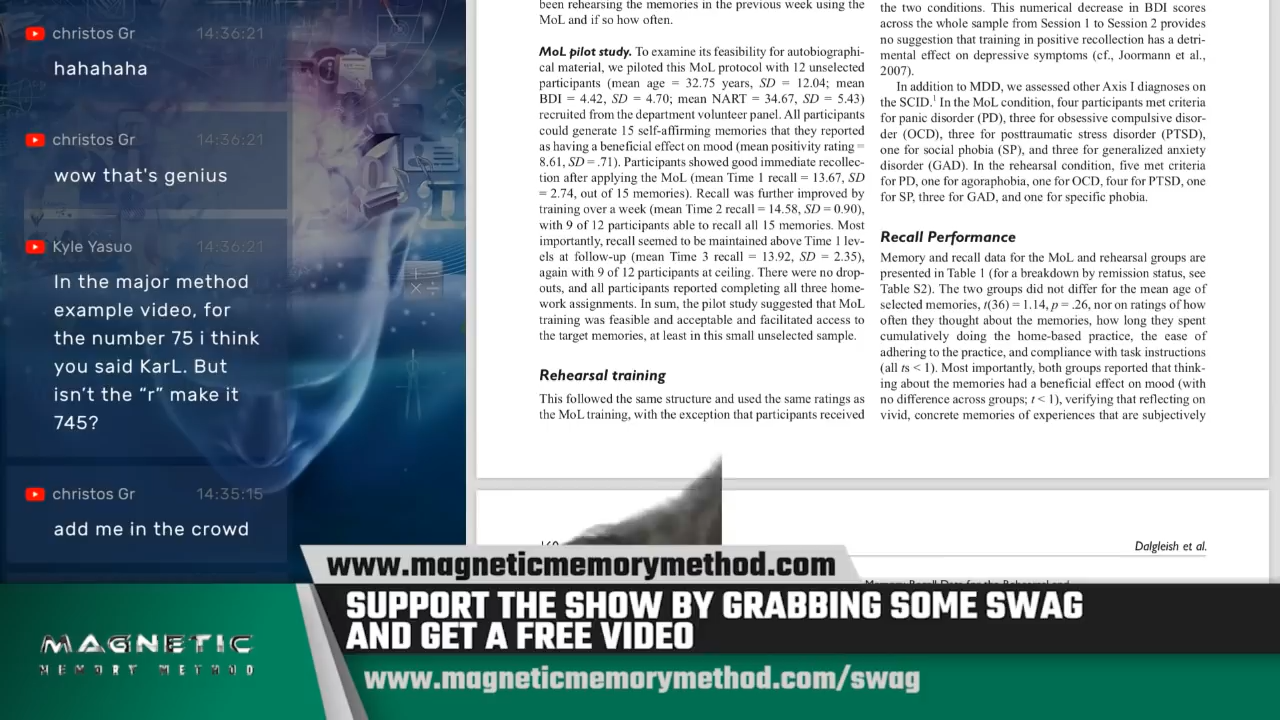 christos Gr 14:36:21
hahahaha
christos Gr 14:36:21
wow that's genius
Kyle Yasuo 14:36:21
In the major method
example video, for
the number 75 i think
you said KarL. But
isn't the “r” make it
745?
christos Gr 14:35:15
add me in the crowd
been rehearsing the memories in the previous week using the
MoL and if so how often.
MoL pilot study. To examine its feasibility for autobiographi-
cal material, we piloted this MoL protocol with 12 unselected
participants (mean age = 32.75 years, SD = 12.04; mean
BDI = 4.42, SD = 4.70; mean NART = 34.67, SD = 5.43)
recruited from the department volunteer panel. All participants
could generate 15 self-affirming memories that they reported
as having a beneficial effect on mood (mean positivity rating =
8.61, SD = .71). Participants showed good immediate recollec-
tion after applying the MoL (mean Time 1 recall = 13.67, SD
= 2.74, out of 15 memories). Recall was further improved by
training over a week (mean Time 2 recall = 14.58, SD = 0.90),
with 9 of 12 participants able to recall all 15 memories. Most
importantly, recall seemed to be maintained above Time 1 lev-
els at follow-up (mean Time 3 recall = 13.92, SD = 2.35),
again with 9 of 12 participants at ceiling. There were no drop-
outs, and all participants reported completing all three home-
work assignments. In sum, the pilot study suggested that MoL
training was feasible and acceptable and facilitated access to
the target memories, at least in this small unselected sample.
Rehearsal training
This followed the same structure and used the same ratings as
the MoL training, with the exception that participants received
the two conditions. This numerical decrease in BDI scores
across the whole sample from Session 1 to Session 2 provides
no suggestion that training in positive recollection has a detri-
mental effect on depressive symptoms (cf., Joormann et al.,
2007).
In addition to MDD, we assessed other Axis I diagnoses on
the SCID.1 In the MoL condition, four participants met criteria
for panic disorder (PD), three for obsessive compulsive disor-
der (OCD), three for posttraumatic stress disorder (PTSD),
one for social phobia (SP), and three for generalized anxiety
disorder (GAD). In the rehearsal condition, five met criteria
for PD, one for agoraphobia, one for OCD, four for PTSD, one
for SP, three for GAD, and one for specific phobia.
Recall Performance
Memory and recall data for the MoL and rehearsal groups are
presented in Table 1 (for a breakdown by remission status, see
Table S2). The two groups did not differ for the mean age of
selected memories, t(36) = 1.14, p = .26, nor on ratings of how
often they thought about the memories, how long they spent
cumulatively doing the home-based practice, the ease of
adhering to the practice, and compliance with task instructions
(all ts < 1). Most importantly, both groups reported that think-
ing about the memories had a beneficial effect on mood (with
no difference across groups; t < 1), verifying that reflecting on
vivid, concrete memories of experiences that are subjectively
Dalgleish et al.
www.magneticmemorymethod.com
SUPPORT THE SHOW BY GRABBING SOME SWAG
AND GET A FREE VIDEO
www.magneticmemorymethod.com/swag
MAGNETIC
MEMORY METHOD